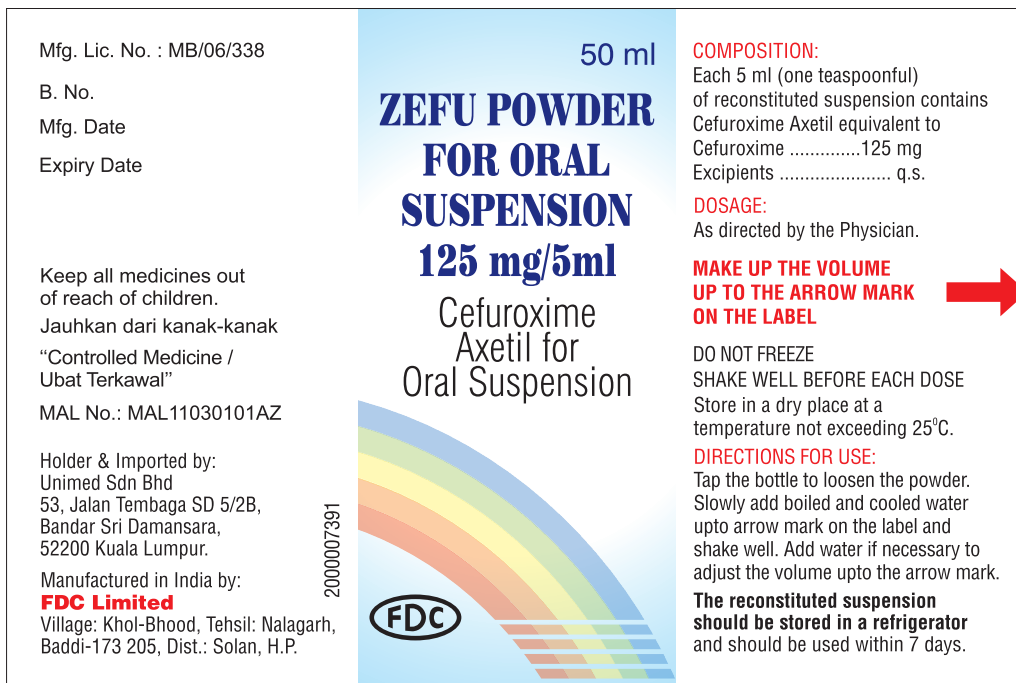 Mfg. Lic. No. : MB/06/338
B. No.
Mfg. Date
Expiry Date
Keep all medicines out
of reach of children.
Jauhkan dari kanak-kanak
“Controlled Medicine /
Ubat Terkawal”
MAL No.: MAL11030101AZ
Holder & Imported by:
Unimed Sdn Bhd
53, Jalan Tembaga SD 5/2B,
Bandar Sri Damansara,
52200 Kuala Lumpur.
Manufactured in India by:
FDC Limited
Village: Khol-Bhood, Tehsil: Nalagarh,
Baddi-173 205, Dist.: Solan, H.P.
2000007391
50 ml
ZEFU POWDER
FOR ORAL
SUSPENSION
125 mg/5ml
Cefuroxime
Axetil for
Oral Suspension
FDC
COMPOSITION:
Each 5 ml (one teaspoonful)
of reconstituted suspension contains
Cefuroxime Axetil equivalent to
Cefuroxime ..............125 mg
Excipients ...................... q.s.
DOSAGE:
As directed by the Physician.
MAKE UP THE VOLUME
UP TO THE ARROW MARK
ON THE LABEL
DO NOT FREEZE
SHAKE WELL BEFORE EACH DOSE
Store in a dry place at a
temperature not exceeding 25⁰C.
DIRECTIONS FOR USE:
Tap the bottle to loosen the powder.
Slowly add boiled and cooled water
upto arrow mark on the label and
shake well. Add water if necessary to
adjust the volume upto the arrow mark.
The reconstituted suspension
should be stored in a refrigerator
and should be used within 7 days.